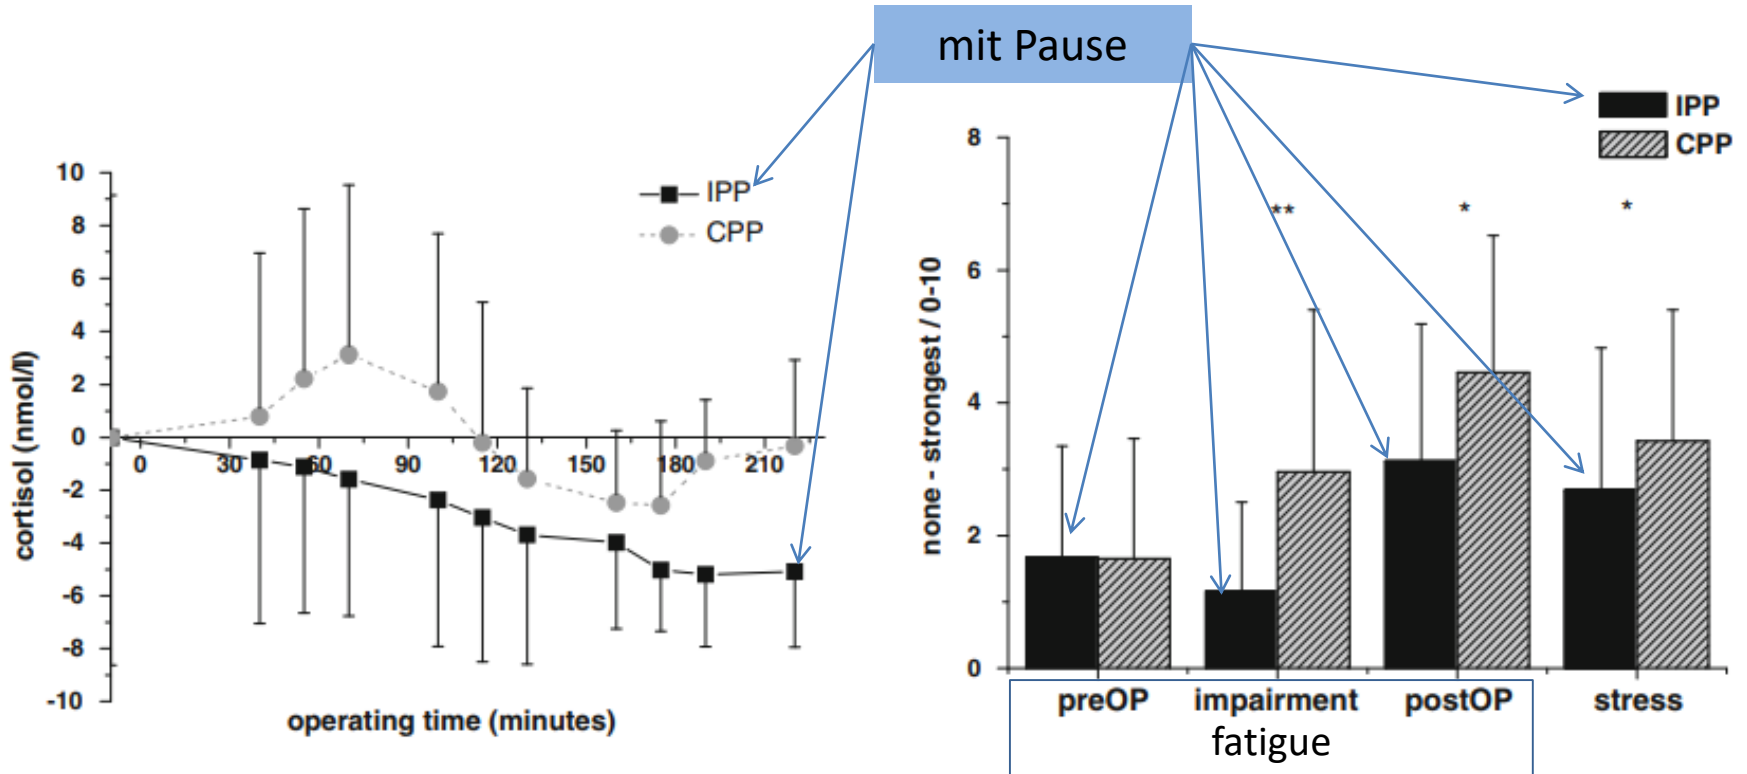 mit Pause
10
8
6
4
2
0
-2
-4
-6
-8
-10
cortisol (nmol/l)
0 30 60 90 120 150 180 210
operating time (minutes)
IPP
CPP
IPP
CPP
8
6
4
2
0
none - strongest / 0-10
** * *
preOP impairment postOP stress
fatigue